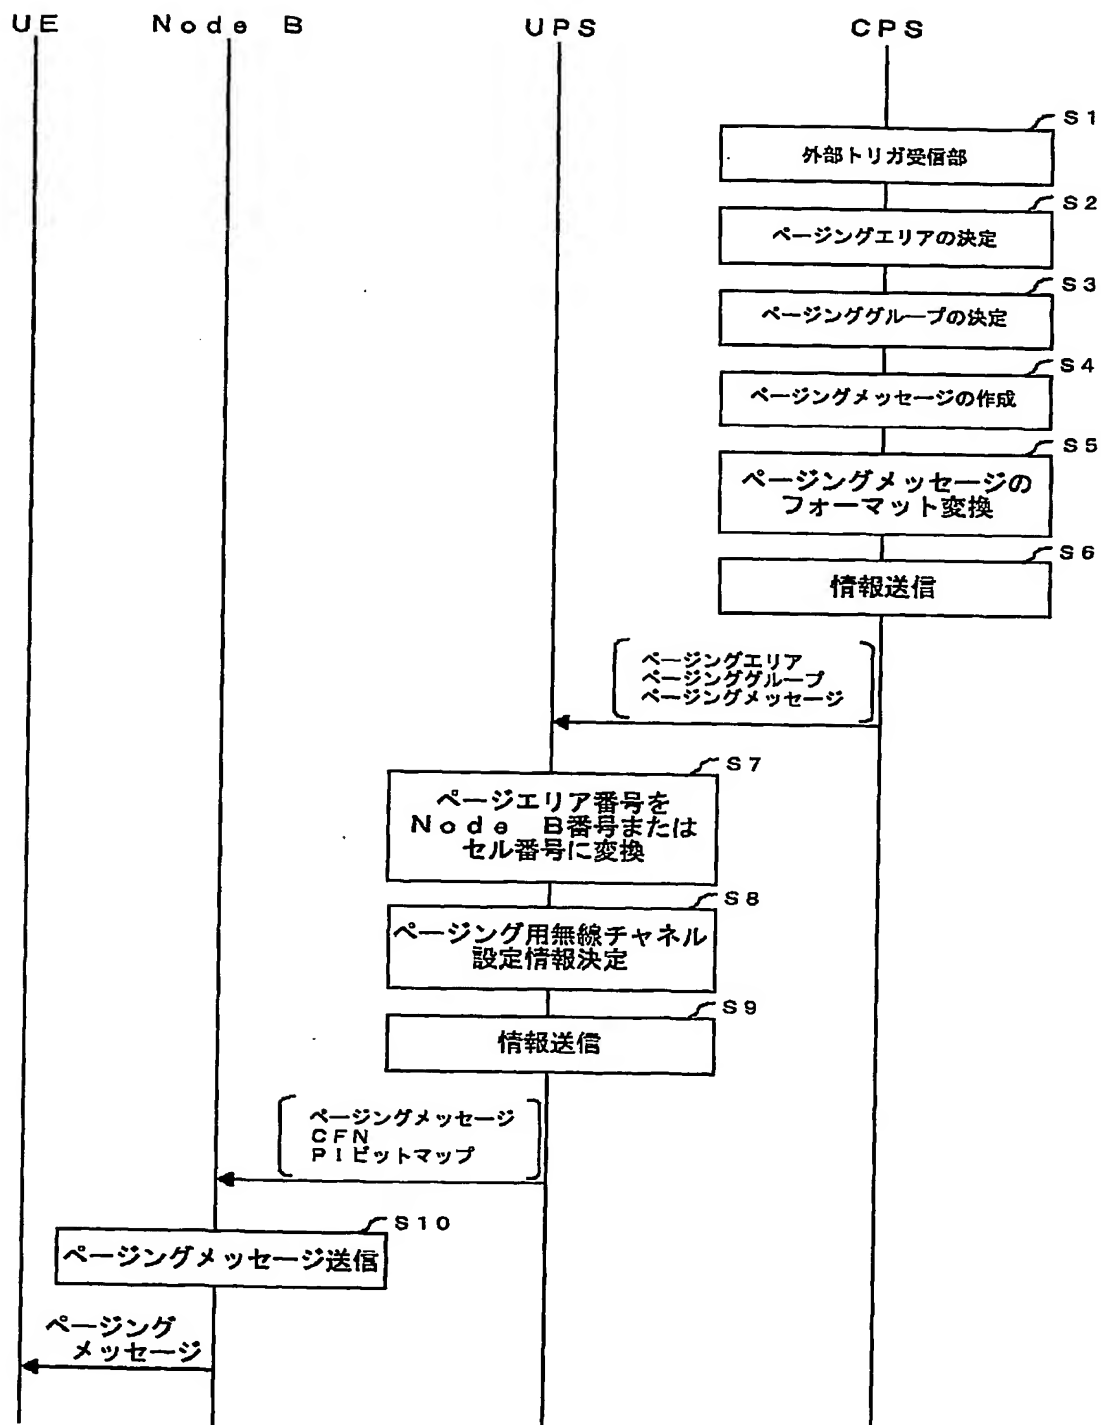 UE
Node B
UPS
CPS
S1
外部トリガ受信部
S2
ページングエリアの決定
S3
ページンググループの決定
S4
ページングメッセージの作成
S5
ページングメッセージの
フォーマット変換
S6
情報送信
ページングエリア
ページンググループ
ページングメッセージ
S7
ページエリア番号を
Node B番号または
セル番号に変換
S8
ページング用無線チャネル
設定情報決定
S9
情報送信
ページングメッセージ
CFN
PIビットマップ
S10
ページングメッセージ送信
ページング
メッセージ